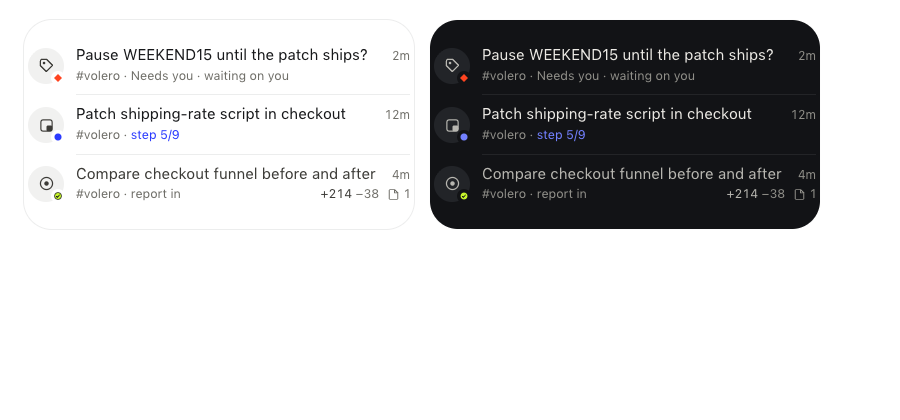 Pause WEEKEND15 until the patch ships? 2m
#volero · Needs you · waiting on you
Patch shipping-rate script in checkout 12m
#volero · step 5/9
Compare checkout funnel before and after 4m
#volero · report in +214 −38 1
Pause WEEKEND15 until the patch ships? 2m
#volero · Needs you · waiting on you
Patch shipping-rate script in checkout 12m
#volero · step 5/9
Compare checkout funnel before and after 4m
#volero · report in +214 −38 1